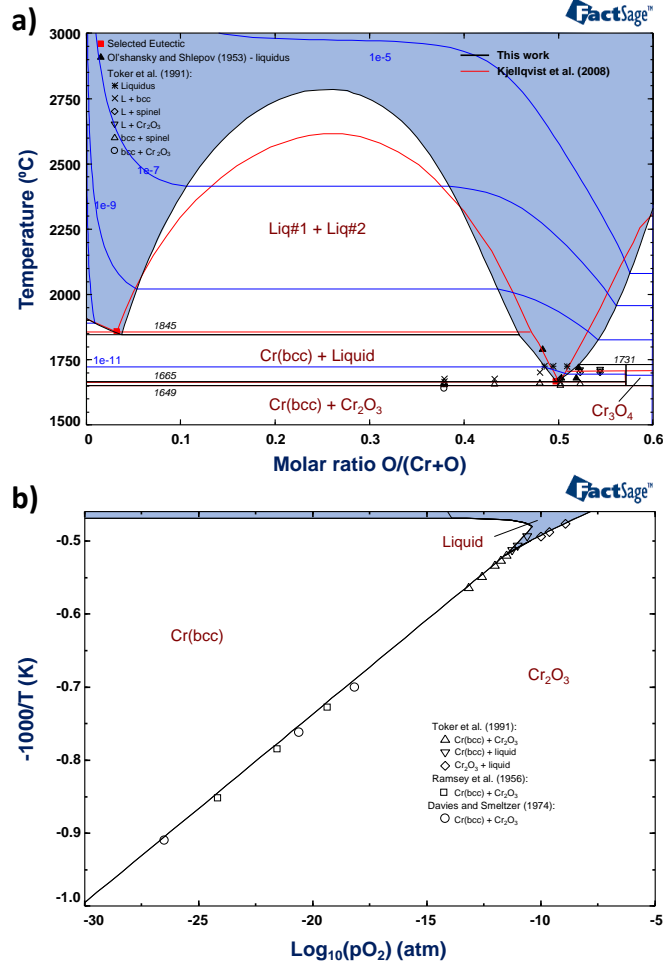 a)
FactSage™
3000
2750
2500
2250
2000
1750
1500
Temperature (ºC)
Selected Eutectic
Ol'shansky and Shlepov (1953) - liquidus
Toker et al. (1991):
Liquidus
L + bcc
L + spinel
L + Cr2O3
bcc + spinel
bcc + Cr2O3
This work
Kjellqvist et al. (2008)
1e-5
1e-7
1e-9
1e-11
Liq#1 + Liq#2
1845
Cr(bcc) + Liquid
1731
1665
1649
Cr(bcc) + Cr2O3
Cr3O4
0
0.1
0.2
0.3
0.4
0.5
0.6
Molar ratio O/(Cr+O)
b)
FactSage™
-0.5
-0.6
-0.7
-0.8
-0.9
-1.0
-1000/T (K)
Liquid
Cr(bcc)
Cr2O3
Toker et al. (1991):
Cr(bcc) + Cr2O3
Cr(bcc) + liquid
Cr2O3 + liquid
Ramsey et al. (1956):
Cr(bcc) + Cr2O3
Davies and Smeltzer (1974):
Cr(bcc) + Cr2O3
-30
-25
-20
-15
-10
-5
Log10(pO2) (atm)